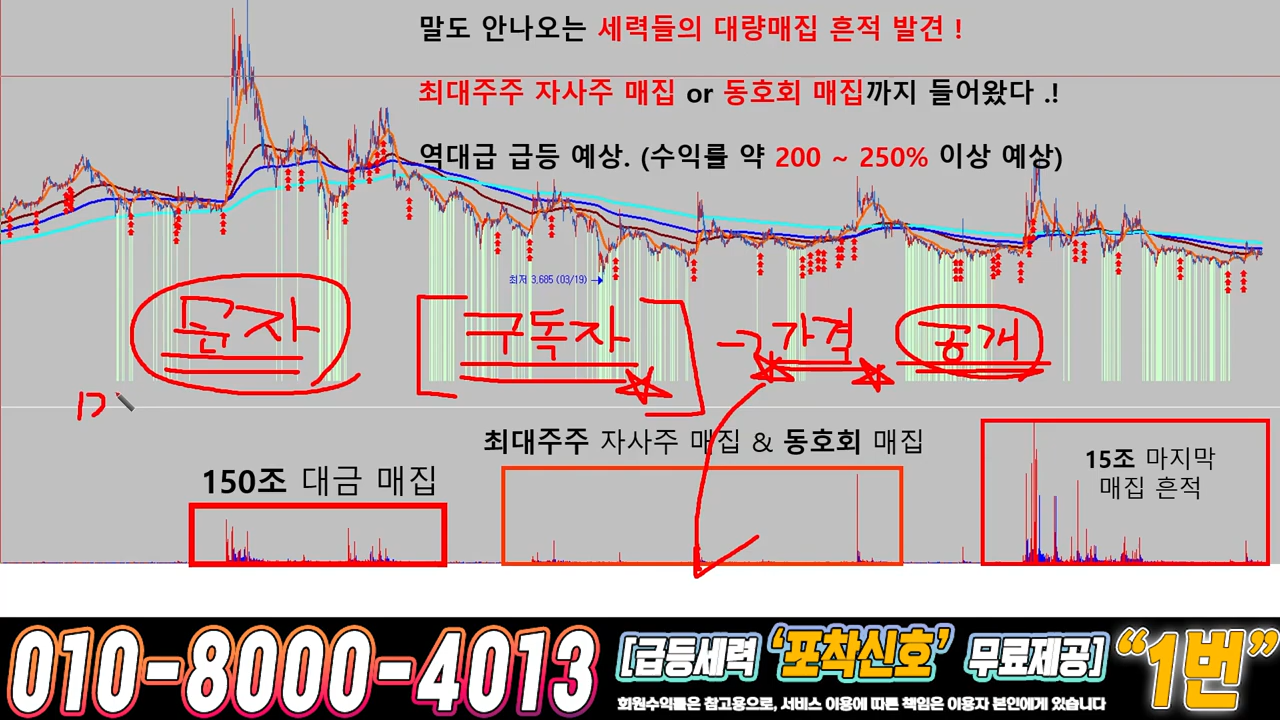 말도 안나오는 세력들의 대량매집 흔적 발견 !
최대주주 자사주 매집 or 동호회 매집까지 들어왔다 .!
역대급 급등 예상. (수익률 약 200 ~ 250% 이상 예상)
최저 3,685 (03/19)
문자
구독자
가격
공개
150조 대금 매집
최대주주 자사주 매집 & 동호회 매집
15조 마지막
매집 흔적
010-8000-4013
[급등세력 '포착신호' 무료제공] "1번"
회원수익률은 참고용으로, 서비스 이용에 따른 책임은 이용자 본인에게 있습니다